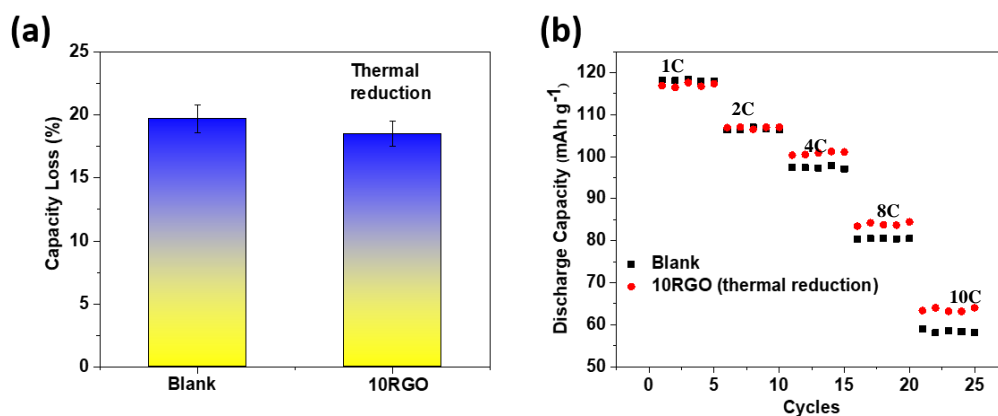 (a)
25
20
15
10
5
0
Capacity Loss (%)
Thermal
reduction
Blank
10RGO
(b)
120
110
100
90
80
70
60
50
Discharge Capacity (mAh g⁻¹)
1C
2C
4C
8C
10C
Blank
10RGO (thermal reduction)
0
5
10
15
20
25
Cycles